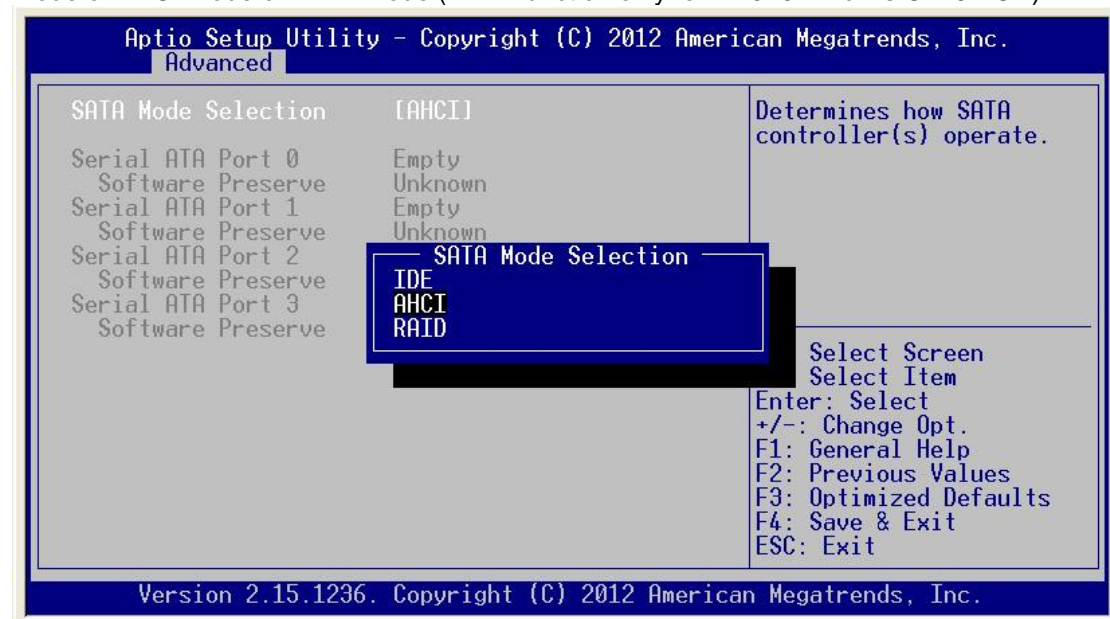 Aptio Setup Utility – Copyright (C) 2012 American Megatrends, Inc.
Advanced
SATA Mode Selection [AHCI]
Serial ATA Port 0 Empty
Software Preserve Unknown
Serial ATA Port 1 Empty
Software Preserve Unknown
Serial ATA Port 2
Software Preserve
Serial ATA Port 3
Software Preserve
SATA Mode Selection
IDE
AHCI
RAID
Determines how SATA
controller(s) operate.
Select Screen
Select Item
Enter: Select
+/-: Change Opt.
F1: General Help
F2: Previous Values
F3: Optimized Defaults
F4: Save & Exit
ESC: Exit
Version 2.15.1236. Copyright (C) 2012 American Megatrends, Inc.